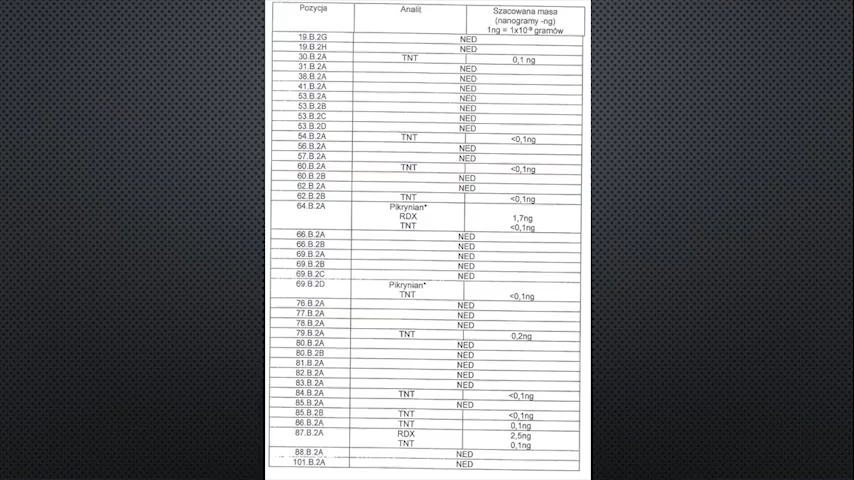 Pozycja Analit Szacowana masa
(nanogramy -ng)
1ng = 1x10⁻⁹ gramów
19.B.2G NED
19.B.2H NED
30.B.2A TNT 0,1 ng
31.B.2A NED
38.B.2A NED
41.B.2A NED
53.B.2A NED
53.B.2B NED
53.B.2C NED
53.B.2D NED
54.B.2A TNT <0,1ng
56.B.2A NED
57.B.2A NED
60.B.2A TNT <0,1ng
60.B.2B NED
62.B.2A NED
62.B.2B TNT <0,1ng
64.B.2A Pikrynian*
RDX 1,7ng
TNT <0,1ng
66.B.2A NED
66.B.2B NED
69.B.2A NED
69.B.2B NED
69.B.2C NED
69.B.2D Pikrynian*
TNT <0,1ng
76.B.2A NED
77.B.2A NED
78.B.2A NED
79.B.2A TNT 0,2ng
80.B.2A NED
80.B.2B NED
81.B.2A NED
82.B.2A NED
83.B.2A NED
84.B.2A TNT <0,1ng
85.B.2A NED
85.B.2B TNT <0,1ng
86.B.2A TNT 0,1ng
87.B.2A RDX 2,5ng
TNT 0,1ng
88.B.2A NED
101.B.2A NED